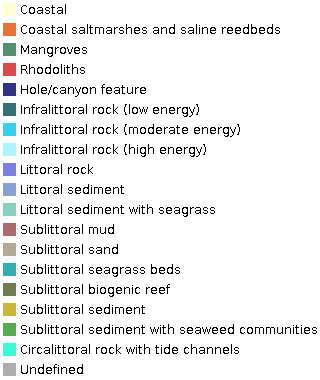 Coastal
Coastal saltmarshes and saline reedbeds
Mangroves
Rhodoliths
Hole/canyon feature
Infralittoral rock (low energy)
Infralittoral rock (moderate energy)
Infralittoral rock (high energy)
Littoral rock
Littoral sediment
Littoral sediment with seagrass
Sublittoral mud
Sublittoral sand
Sublittoral seagrass beds
Sublittoral biogenic reef
Sublittoral sediment
Sublittoral sediment with seaweed communities
Circalittoral rock with tide channels
Undefined